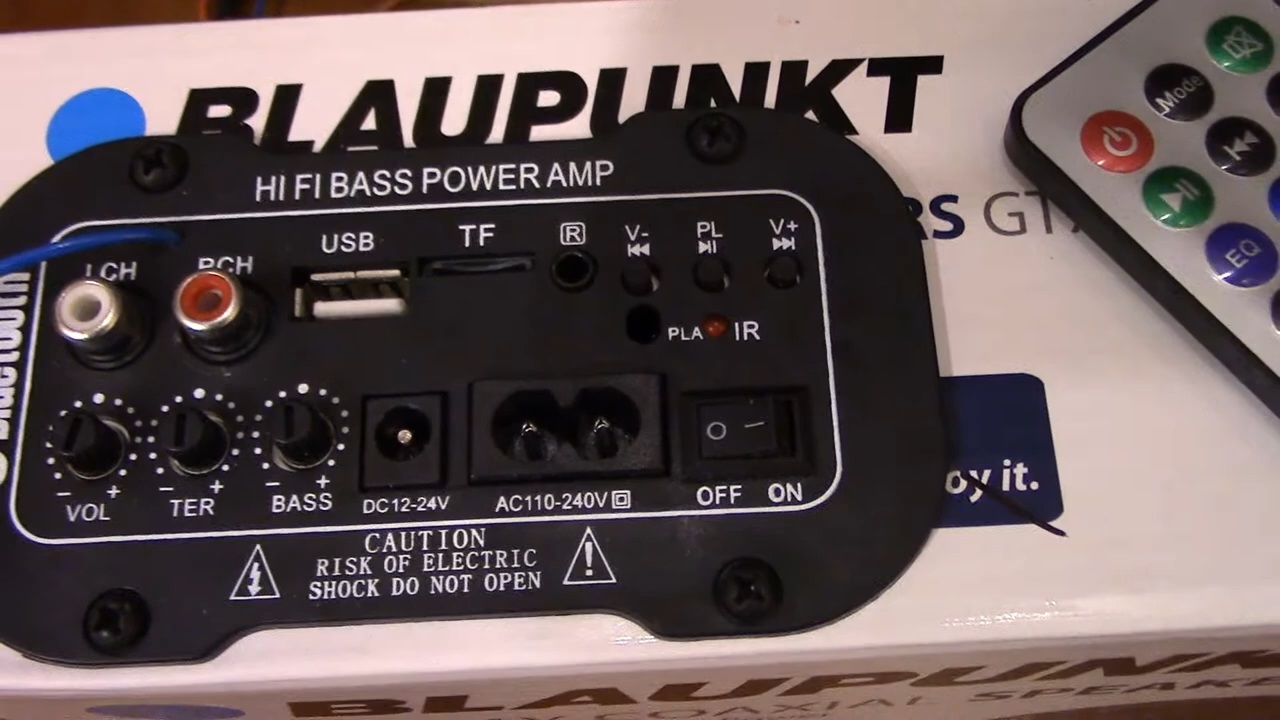 BLAUPUNKT
HI FI BASS POWER AMP
RS GT
Mode
EQ
LCH
RCH
USB
TF
R
V-
PL
V+
PLA
IR
Bluetooth
- +
VOL
- +
TER
- +
BASS
DC12-24V
AC110-240V
OFF ON
oy it.
CAUTION
RISK OF ELECTRIC
SHOCK DO NOT OPEN
BLAUPUNKT
COAXIAL SPEAKE